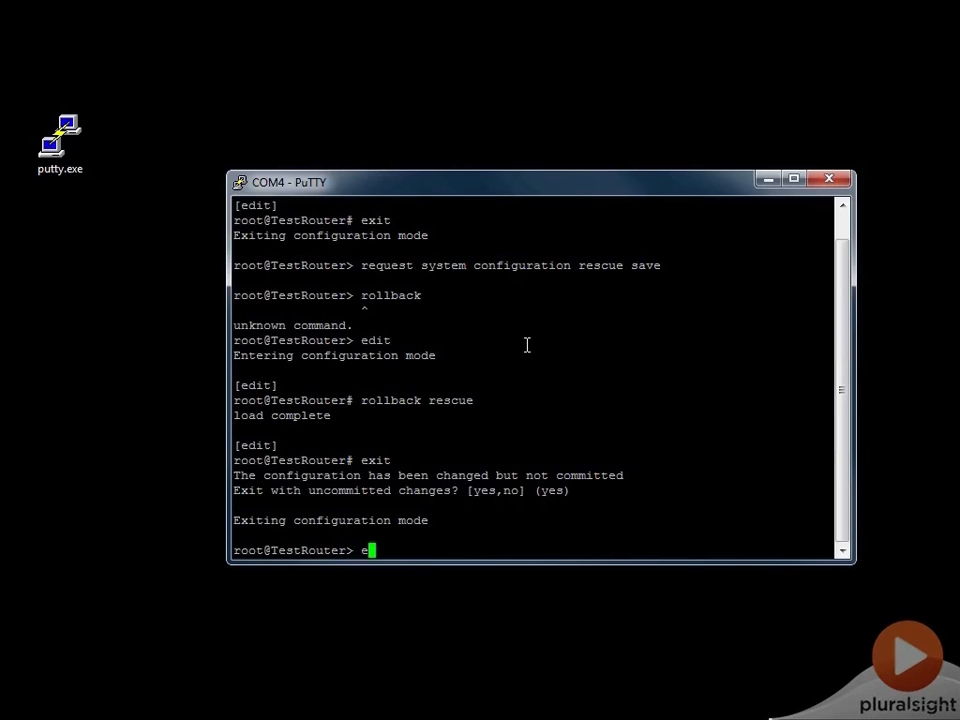 putty.exe
COM4 - PuTTY
[edit]
root@TestRouter# exit
Exiting configuration mode
root@TestRouter> request system configuration rescue save
root@TestRouter> rollback
^
unknown command.
root@TestRouter> edit
Entering configuration mode
[edit]
root@TestRouter# rollback rescue
load complete
[edit]
root@TestRouter# exit
The configuration has been changed but not committed
Exit with uncommitted changes? [yes,no] (yes)
Exiting configuration mode
root@TestRouter> e
pluralsight